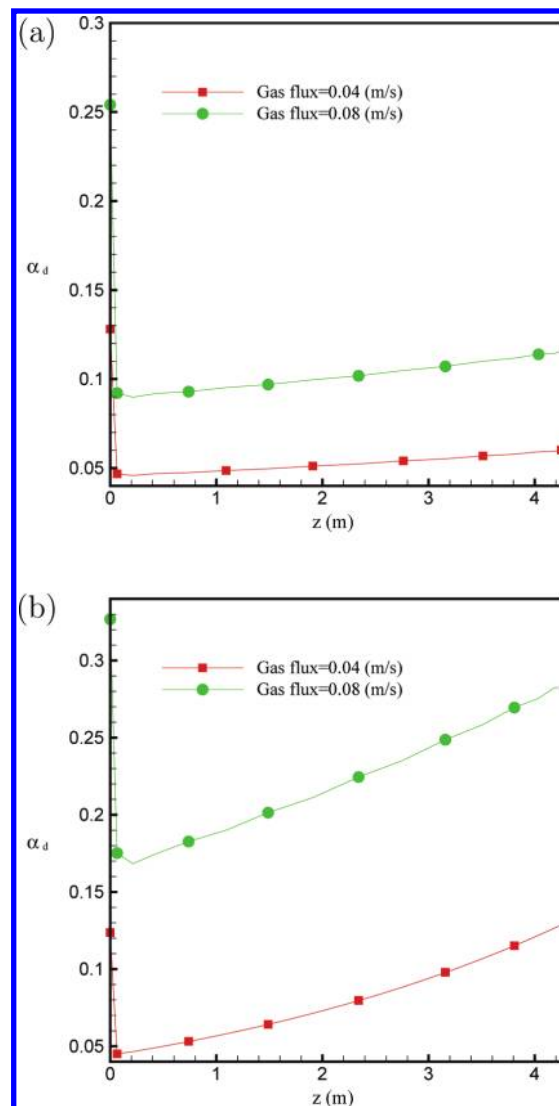 (a)
0.3
0.25
0.2
0.15
0.1
0.05
α d
Gas flux=0.04 (m/s)
Gas flux=0.08 (m/s)
0 1 2 3 4
z (m)
(b)
0.3
0.25
0.2
0.15
0.1
0.05
α d
Gas flux=0.04 (m/s)
Gas flux=0.08 (m/s)
0 1 2 3 4
z (m)